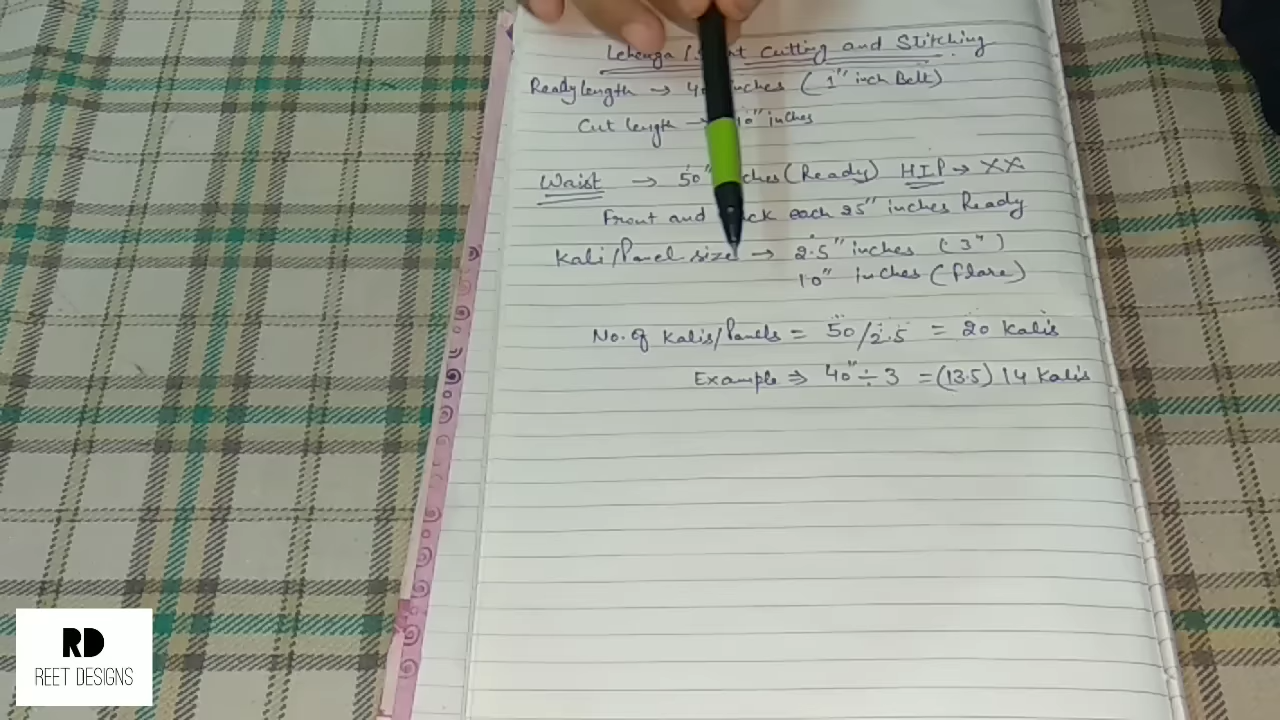 Lehenga / Cutting and Stitching
Ready length → inches (1" inch Belt)
Cut length → inches
Waist → 50" (Ready) HIP → XX
Front and each 25" inches Ready
Kali/Panel size → 2.5" inches (3")
10" inches (flare)
No. of Kalis/Panels = 50/2.5 = 20 Kalis
Example ⇒ 40" ÷ 3 = (13.5) 14 Kalis
RD
REET DESIGNS